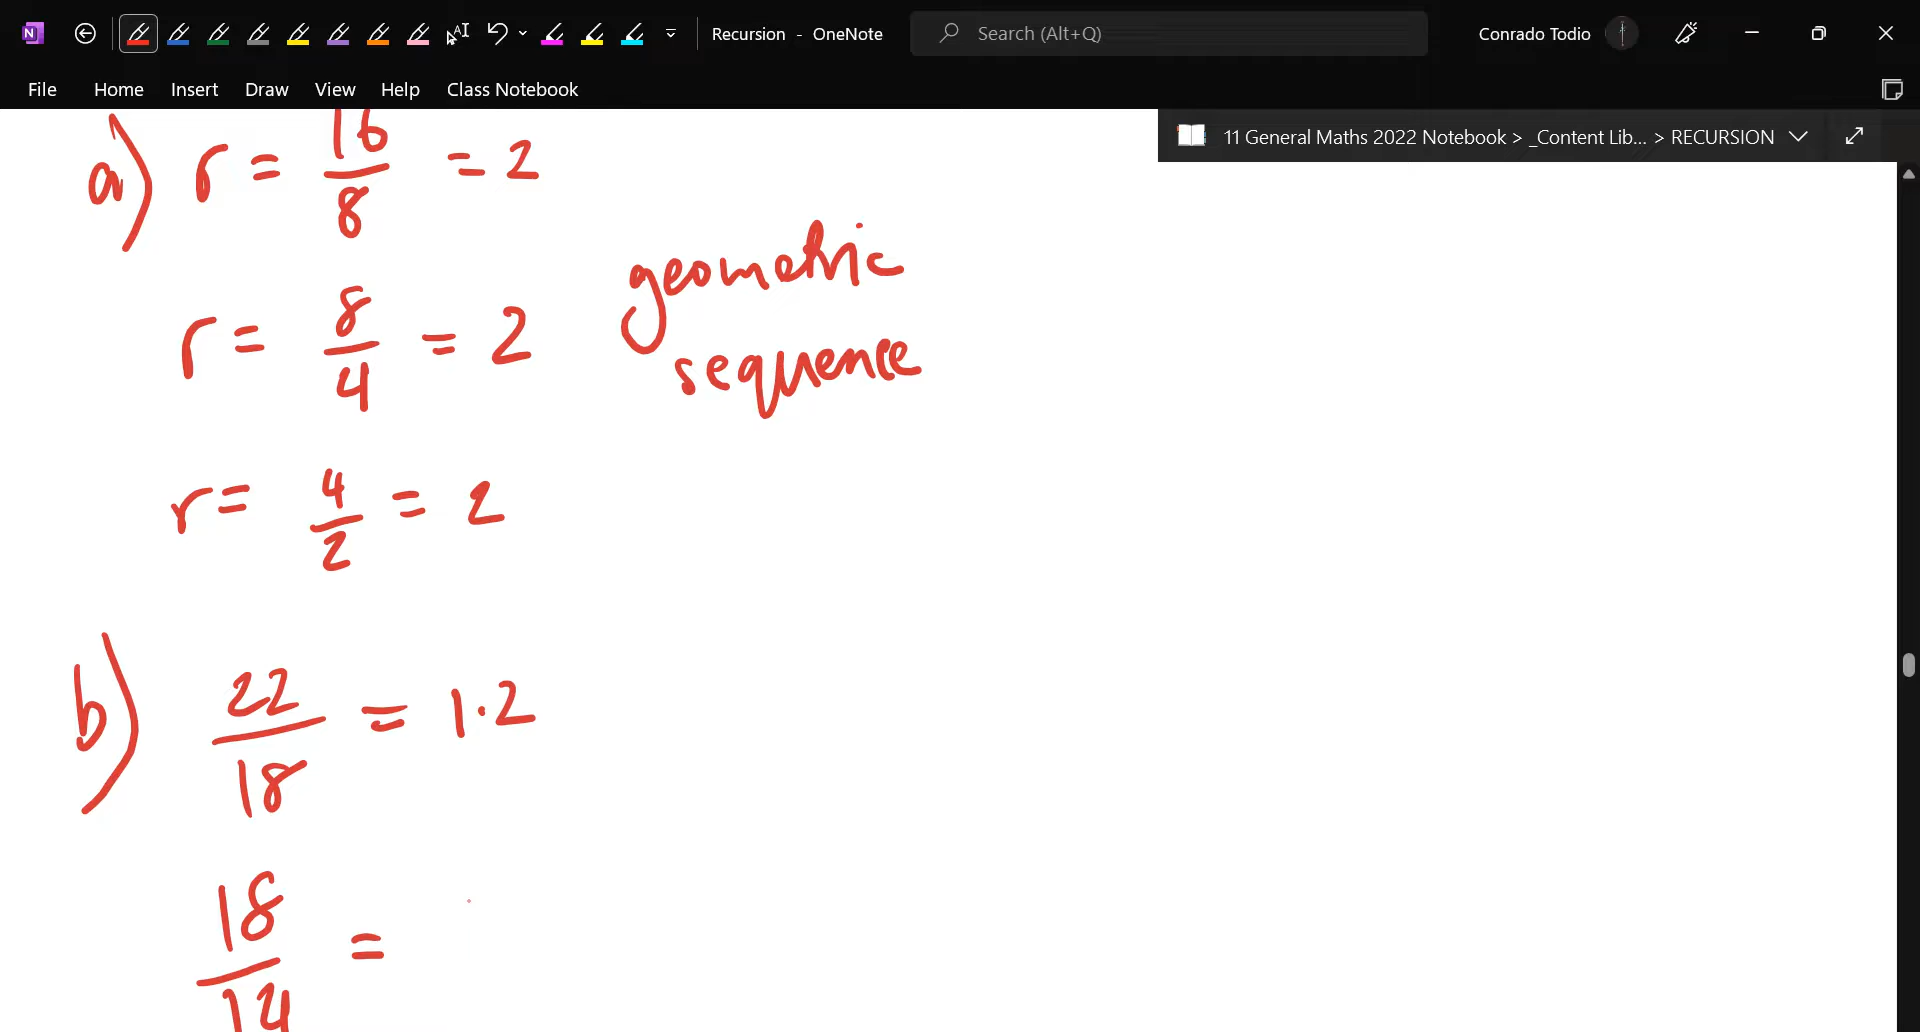 Recursion - OneNote
Search (Alt+Q)
Conrado Todio
File Home Insert Draw View Help Class Notebook
11 General Maths 2022 Notebook > _Content Lib... > RECURSION
a) r = 16/8 = 2
geometric
sequence
r = 8/4 = 2
r = 4/2 = 2
b) 22/18 = 1.2
18/14 =